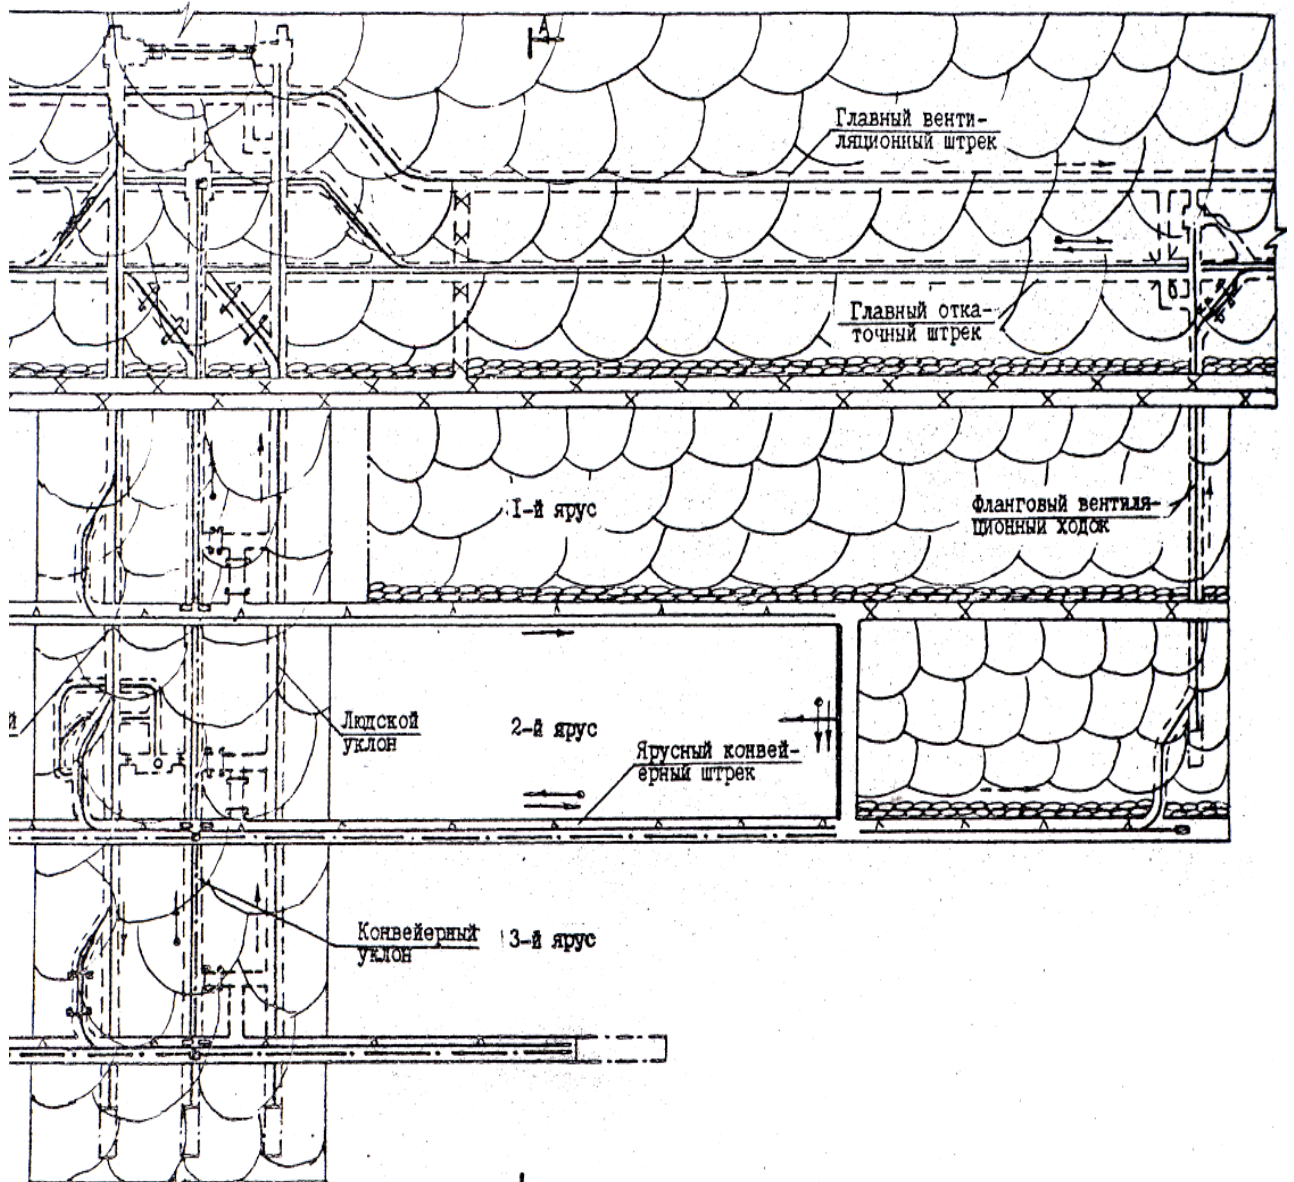 А
Главный венти-
ляционный штрек
Главный отка-
точный штрек
1-й ярус
Фланговый вентиля-
ционный ходок
й
Людской
уклон
2-й ярус
Ярусный конвей-
ерный штрек
Конвейерный
уклон
3-й ярус